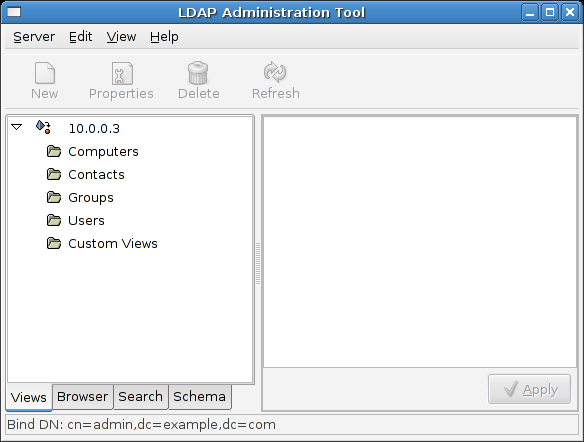 LDAP Administration Tool
Server Edit View Help
New Properties Delete Refresh
10.0.0.3
Computers
Contacts
Groups
Users
Custom Views
Apply
Views Browser Search Schema
Bind DN: cn=admin,dc=example,dc=com